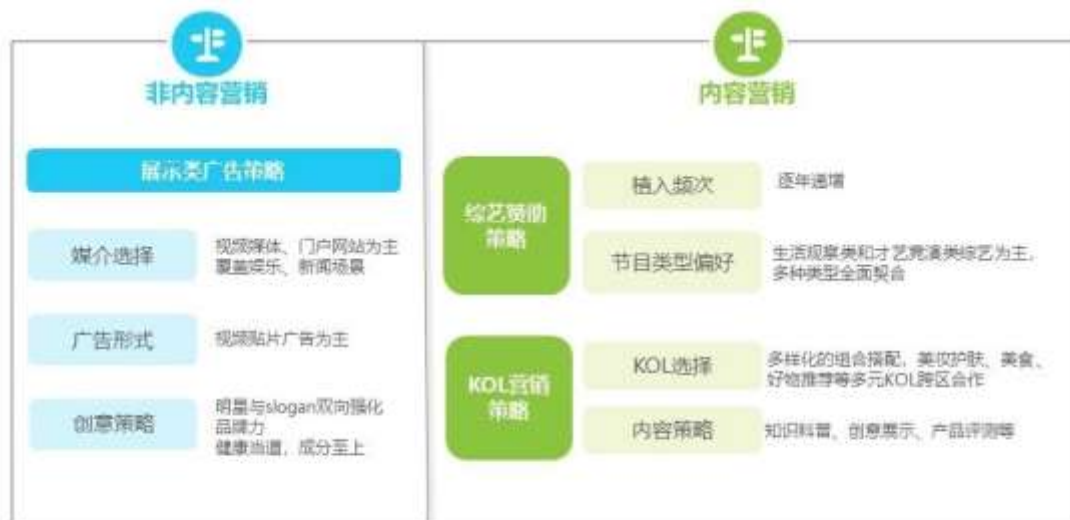 非内容营销
展示类广告策略
媒介选择
视频媒体、门户网站为主
覆盖娱乐、新闻场景
广告形式
视频贴片广告为主
创意策略
明星与slogan双向强化
品牌力
健康当道，成分至上
内容营销
综艺赞助
策略
植入频次
逐年递增
节目类型偏好
生活观察类和才艺竞演类综艺为主，
多种类型全面契合
KOL营销
策略
KOL选择
多样化的组合搭配，美妆护肤、美食、
好物推荐等多元KOL跨区合作
内容策略
知识科普、创意展示、产品评测等